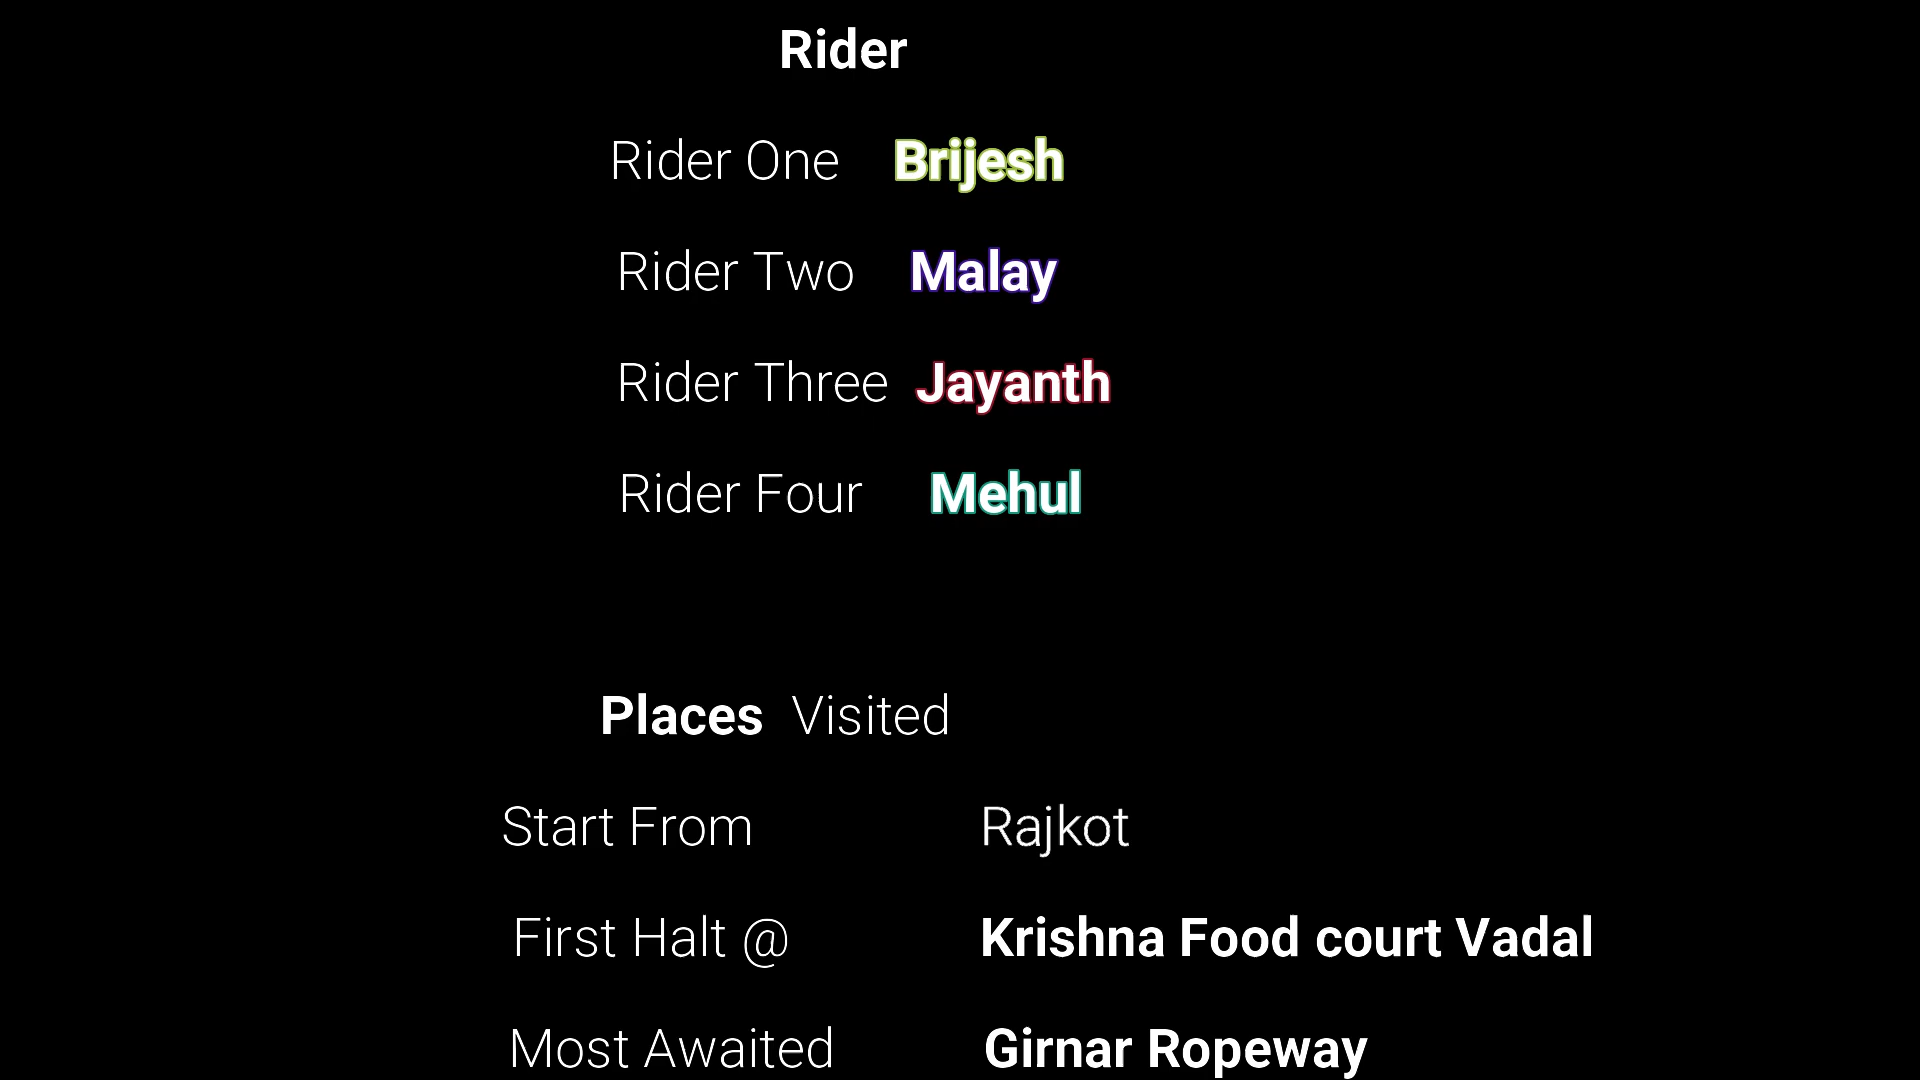 Rider
Rider One Brijesh
Rider Two Malay
Rider Three Jayanth
Rider Four Mehul
Places Visited
Start From Rajkot
First Halt @ Krishna Food court Vadal
Most Awaited Girnar Ropeway